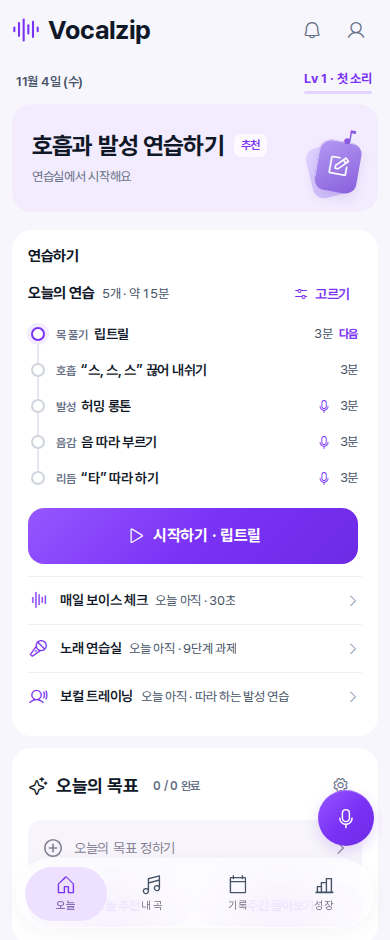 Vocalzip
11월 4일 (수)
Lv 1 · 첫 소리
호흡과 발성 연습하기 추천
연습실에서 시작해요
연습하기
오늘의 연습 5개 · 약 15분 고르기
목 풀기 립트릴 3분 다음
호흡 “스, 스, 스” 끊어 내쉬기 3분
발성 허밍 롱톤 3분
음감 음 따라 부르기 3분
리듬 “타” 따라 하기 3분
시작하기 · 립트릴
매일 보이스 체크 오늘 아직 · 30초
노래 연습실 오늘 아직 · 9단계 과제
보컬 트레이닝 오늘 아직 · 따라 하는 발성 연습
오늘의 목표 0 / 0 완료
오늘의 목표 정하기
추천
주간 돌아보기
오늘 내 곡 기록 성장